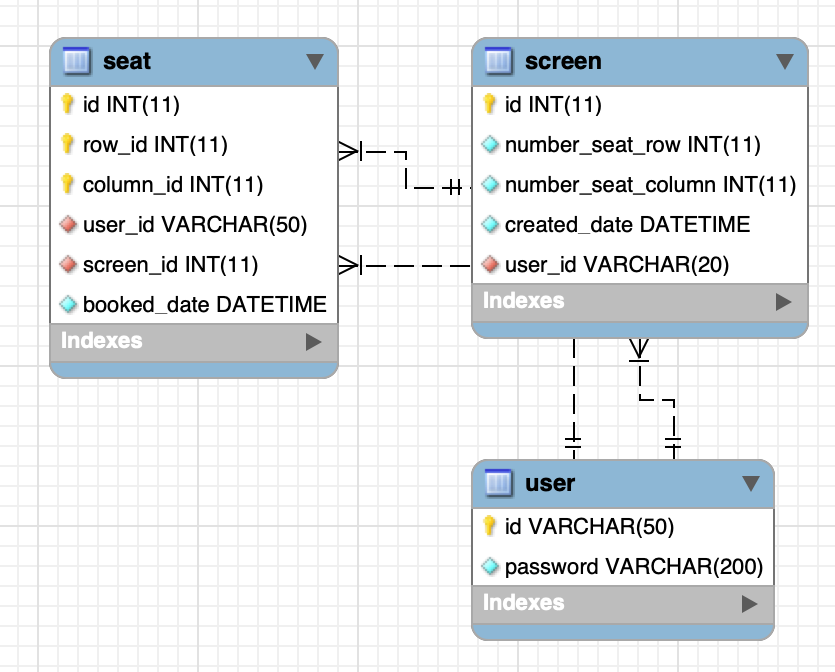 seat
id INT(11)
row_id INT(11)
column_id INT(11)
user_id VARCHAR(50)
screen_id INT(11)
booked_date DATETIME
Indexes
screen
id INT(11)
number_seat_row INT(11)
number_seat_column INT(11)
created_date DATETIME
user_id VARCHAR(20)
Indexes
user
id VARCHAR(50)
password VARCHAR(200)
Indexes